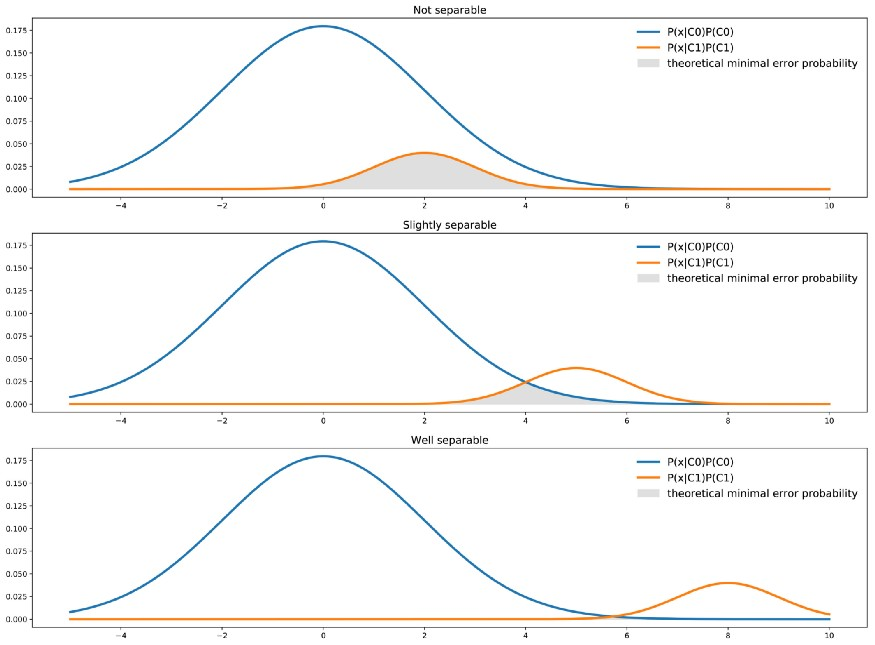 Not separable
P(x|C0)P(C0)
P(x|C1)P(C1)
theoretical minimal error probability
0.175
0.150
0.125
0.100
0.075
0.050
0.025
0.000
−4 −2 0 2 4 6 8 10
Slightly separable
P(x|C0)P(C0)
P(x|C1)P(C1)
theoretical minimal error probability
0.175
0.150
0.125
0.100
0.075
0.050
0.025
0.000
−4 −2 0 2 4 6 8 10
Well separable
P(x|C0)P(C0)
P(x|C1)P(C1)
theoretical minimal error probability
0.175
0.150
0.125
0.100
0.075
0.050
0.025
0.000
−4 −2 0 2 4 6 8 10